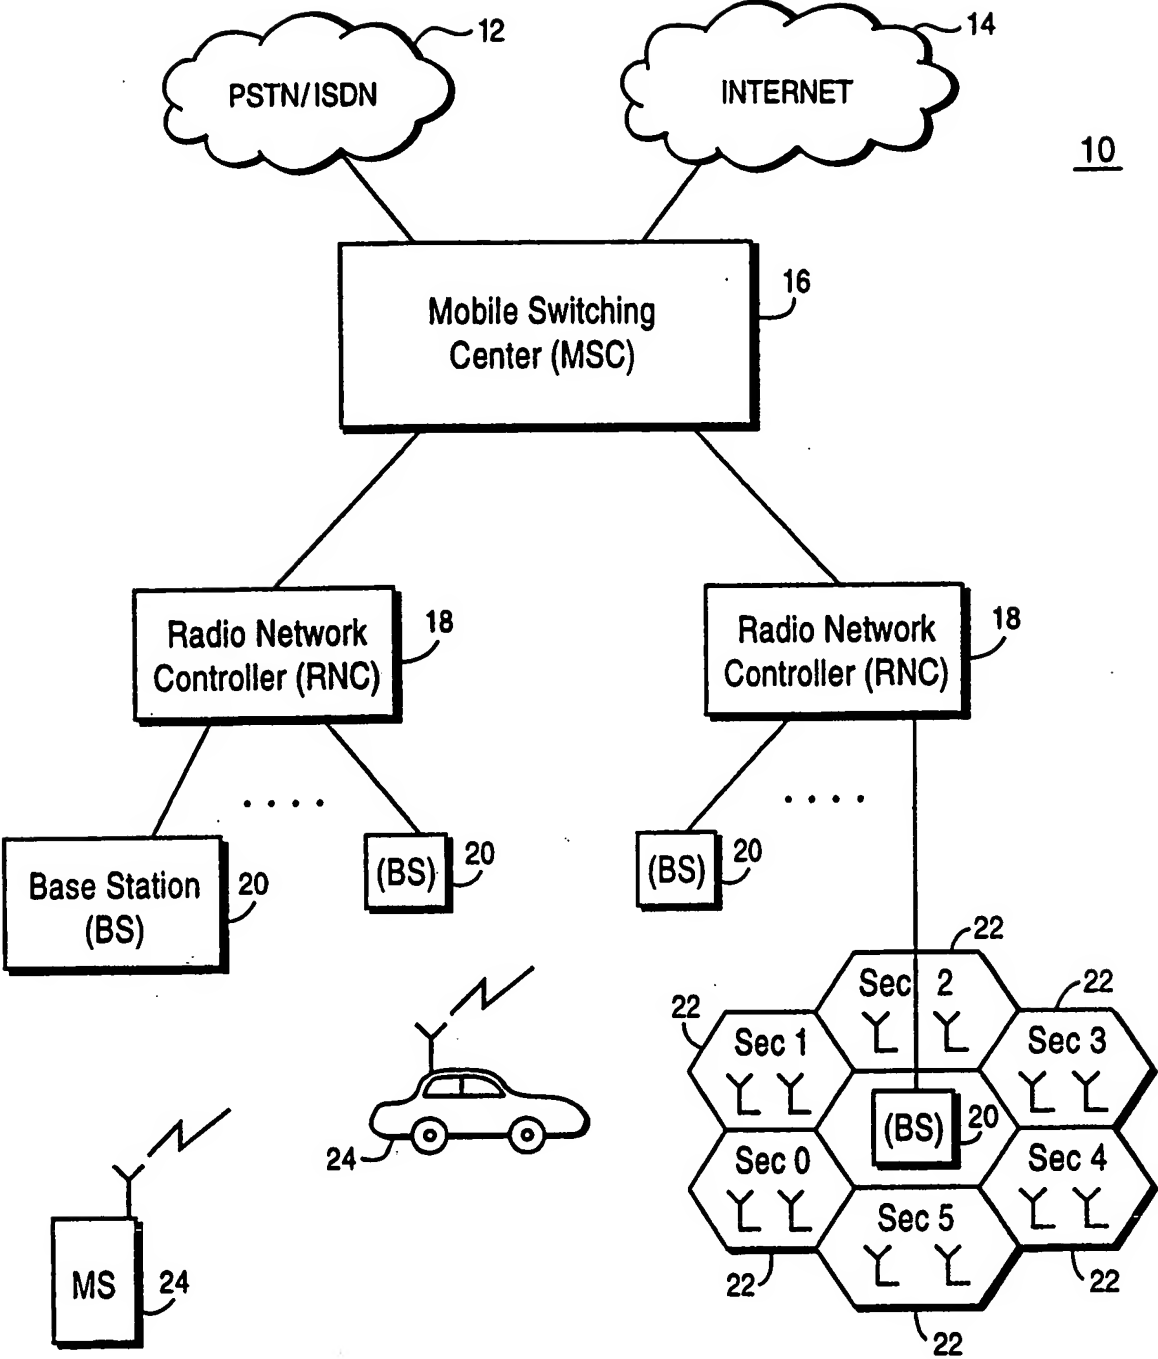 12
14
PSTN/ISDN
INTERNET
10
16
Mobile Switching
Center (MSC)
18
Radio Network
Controller (RNC)
18
Radio Network
Controller (RNC)
Base Station
(BS)
20
(BS)
20
(BS)
20
22
Sec 2
22
Sec 1
22
Sec 3
(BS)
20
Sec 0
Sec 4
Sec 5
22
22
22
24
MS
24